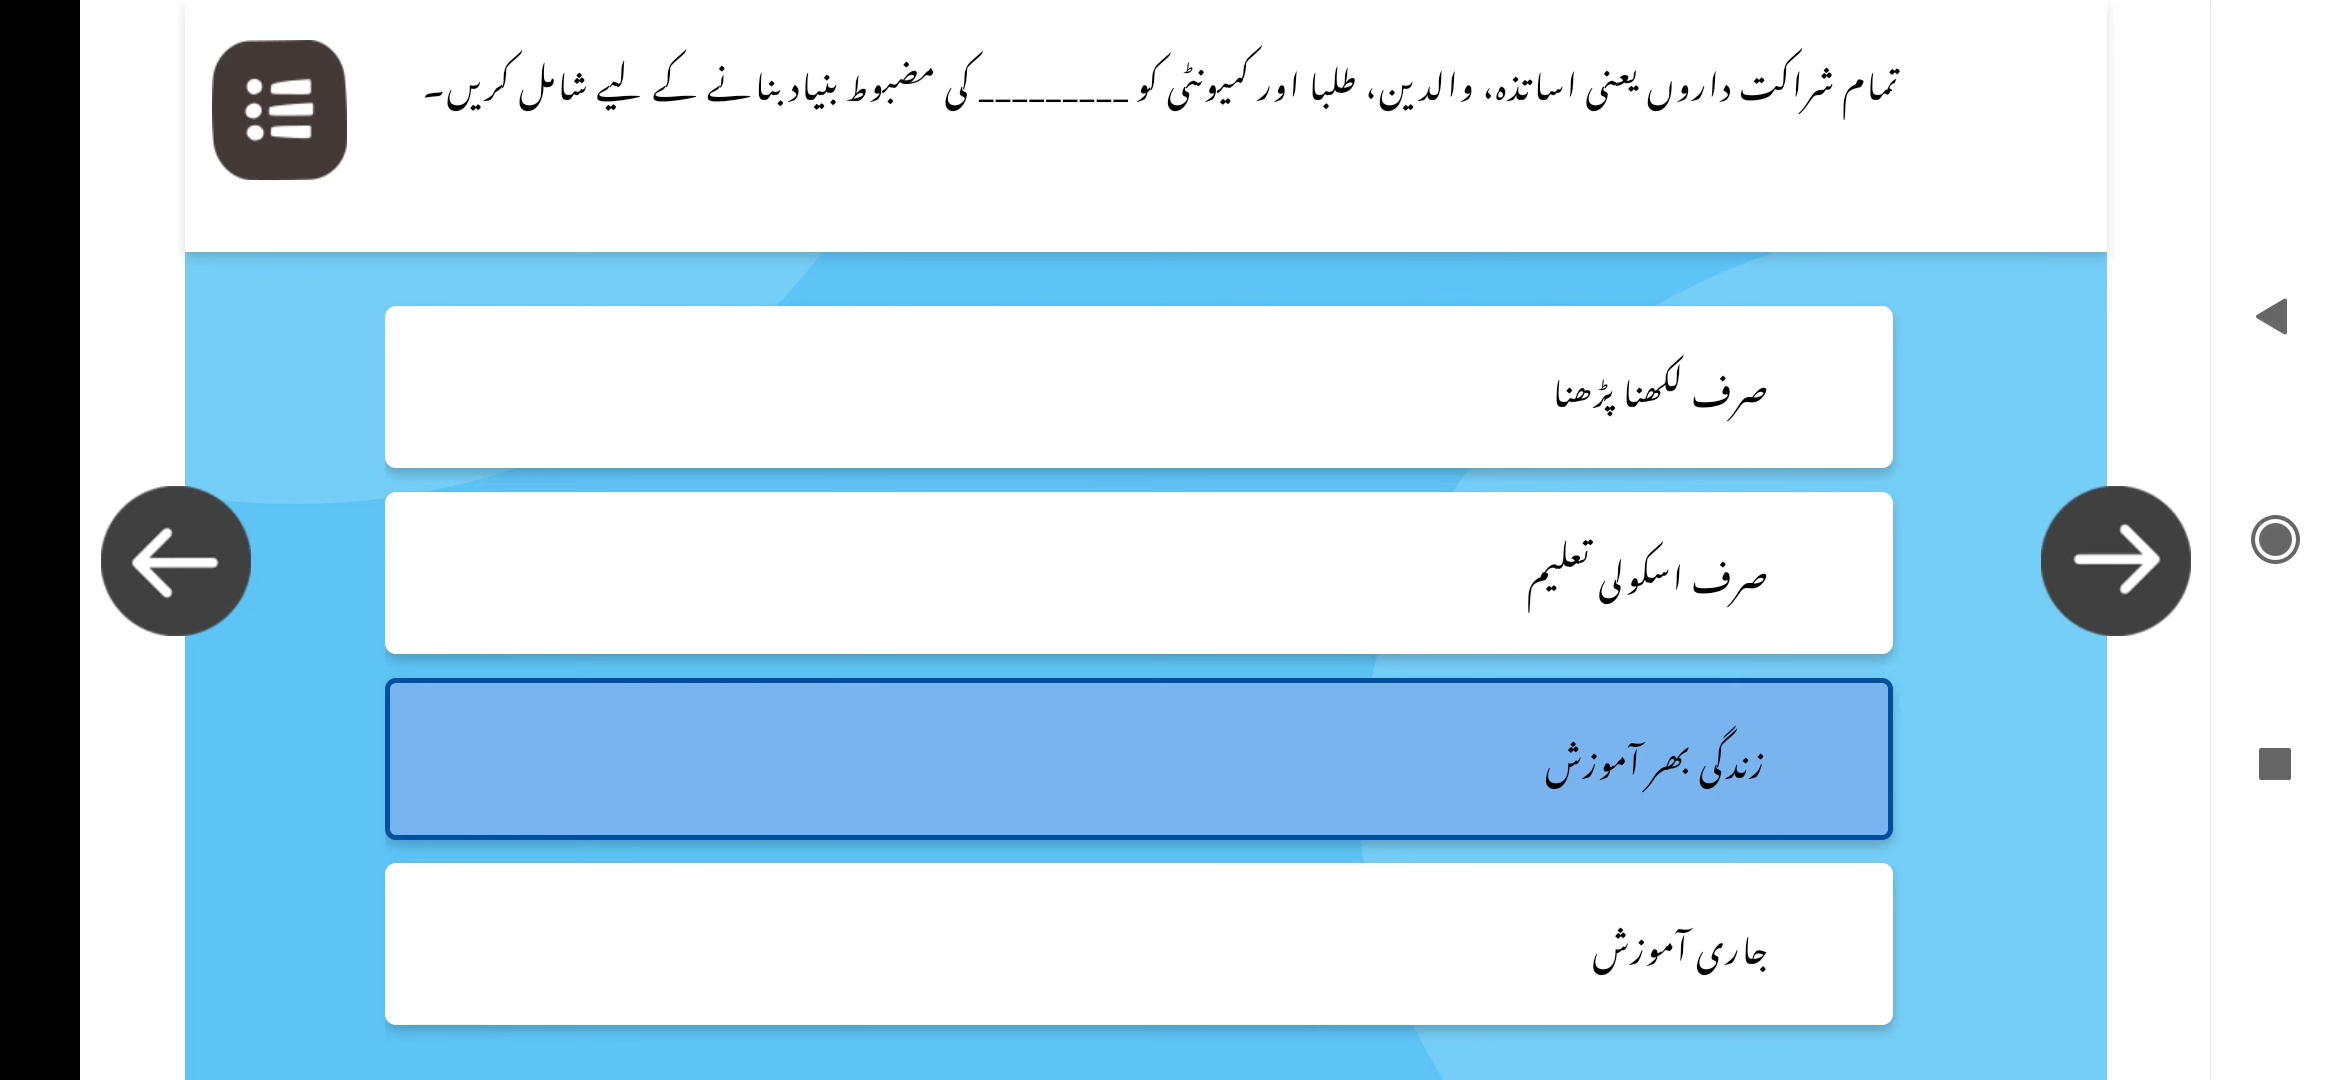 تمام شراکت داروں یعنی اساتذہ، والدین، طلبا اور کمیونٹی کو _________ کی مضبوط بنیاد بنانے کے لیے شامل کریں۔
صرف لکھنا پڑھنا
صرف اسکولی تعلیم
زندگی بھر آموزش
جاری آموزش